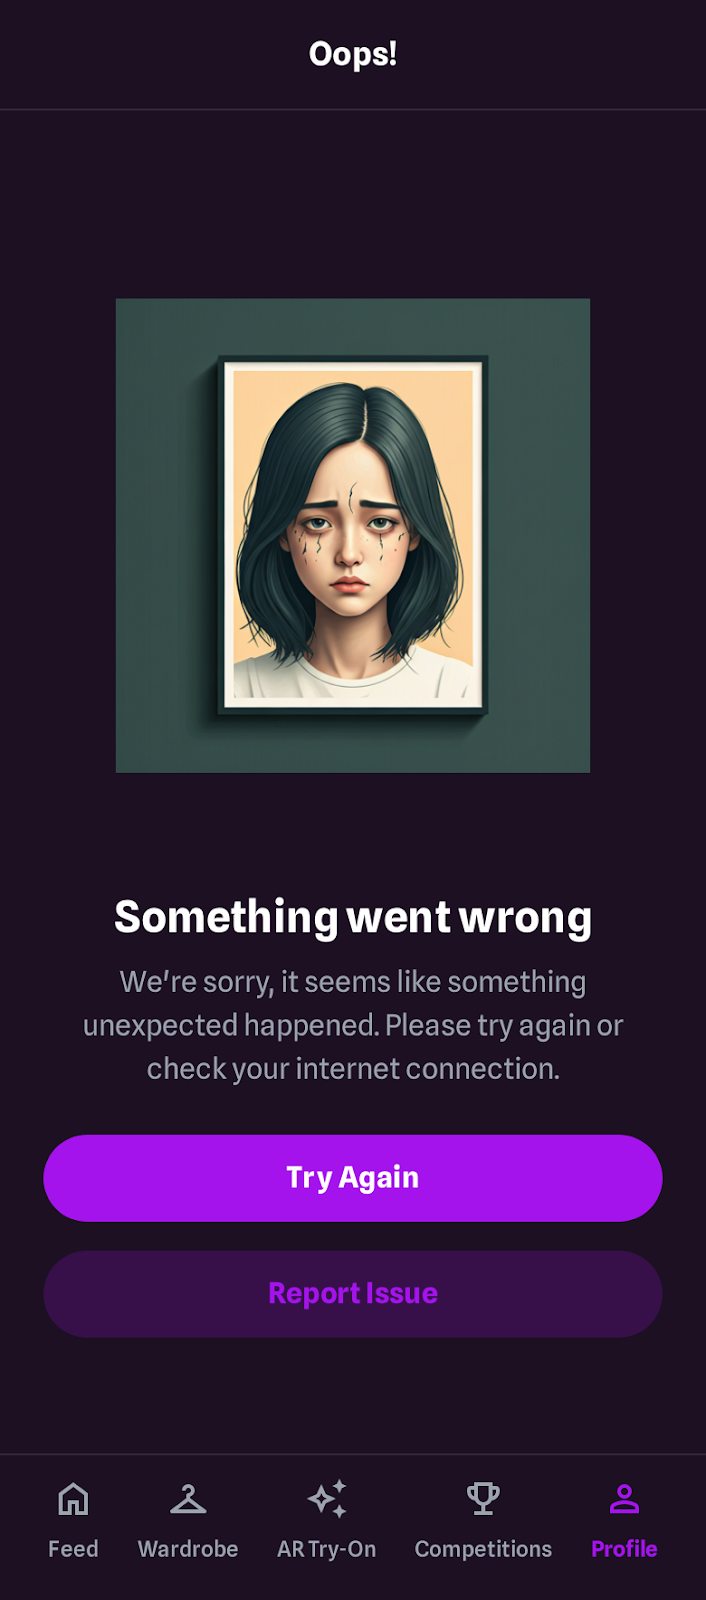 Oops!
Something went wrong
We're sorry, it seems like something
unexpected happened. Please try again or
check your internet connection.
Try Again
Report Issue
Feed
Wardrobe
AR Try-On
Competitions
Profile